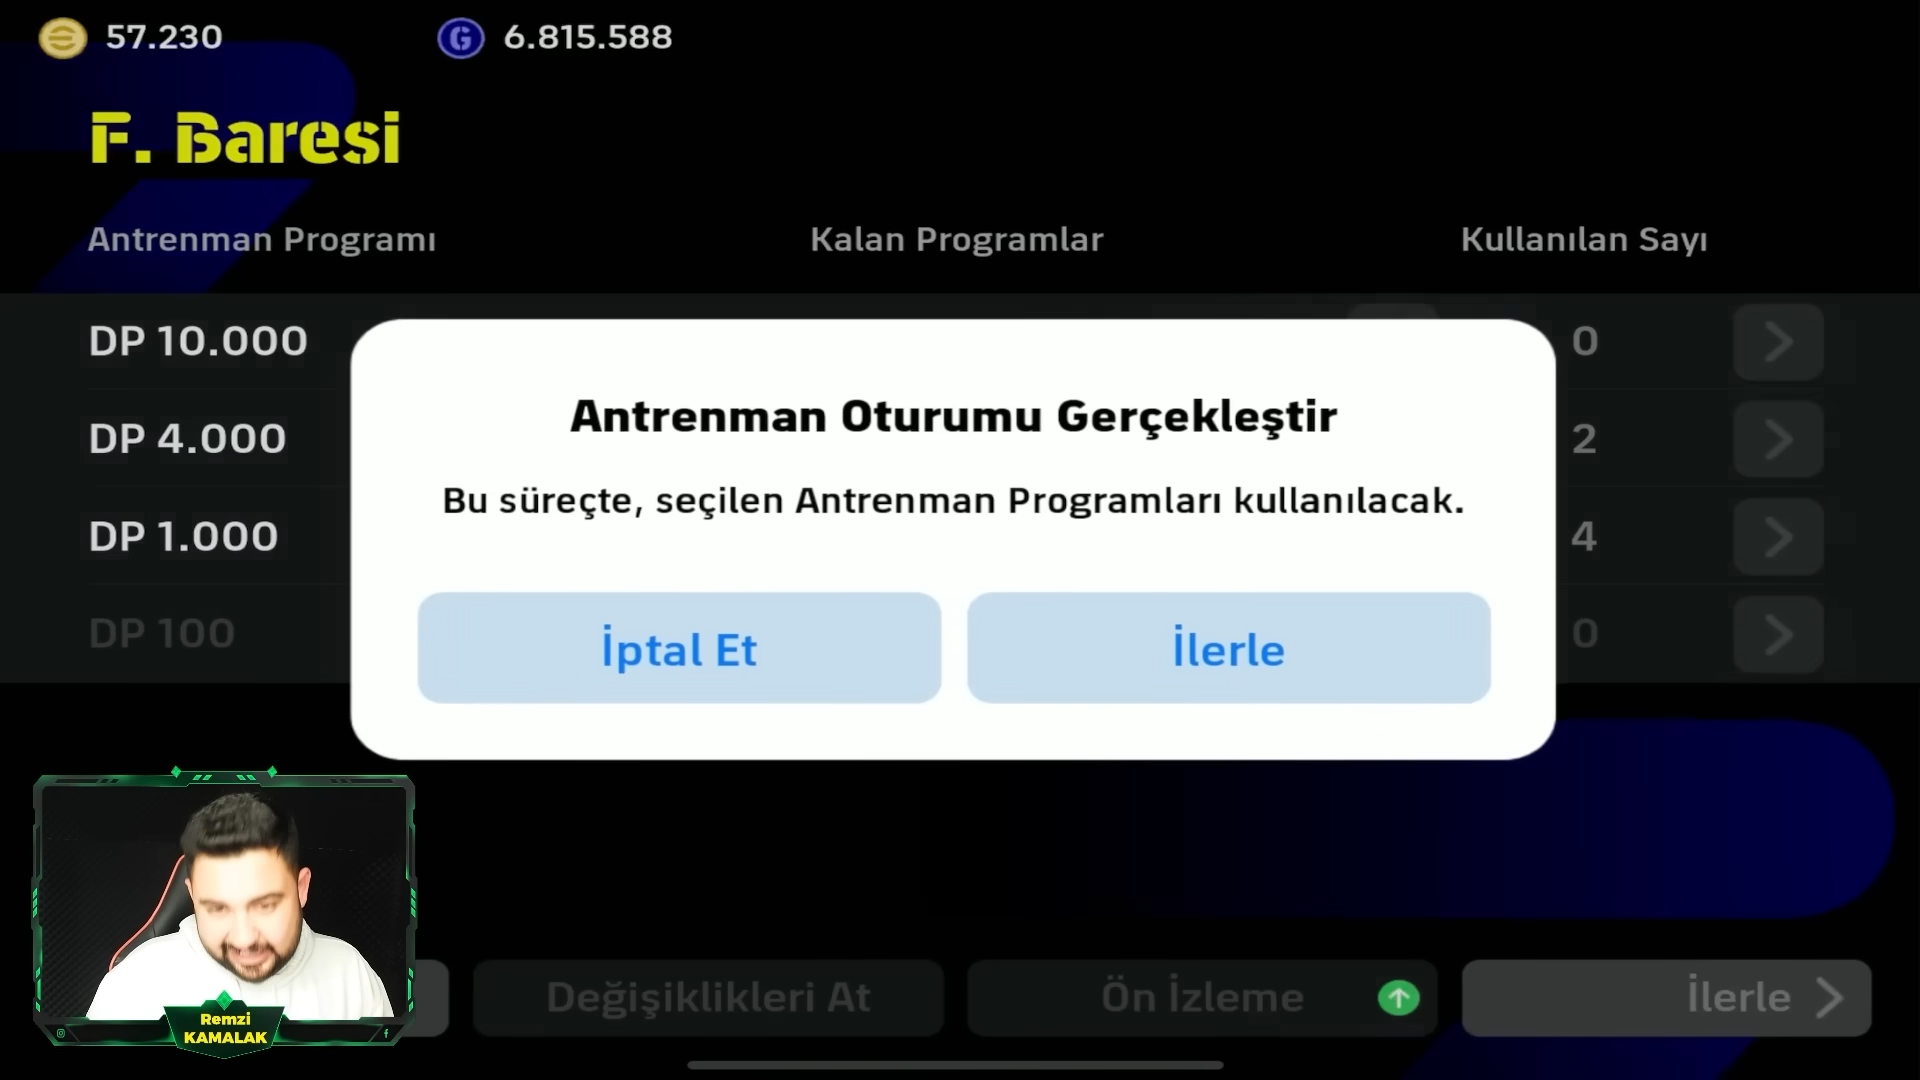 57.230
6.815.588
F. Baresi
Antrenman Programı
Kalan Programlar
Kullanılan Sayı
DP 10.000
0
DP 4.000
2
DP 1.000
4
DP 100
0
Antrenman Oturumu Gerçekleştir
Bu süreçte, seçilen Antrenman Programları kullanılacak.
İptal Et
İlerle
Değişiklikleri At
Ön İzleme
İlerle
Remzi
KAMALAK